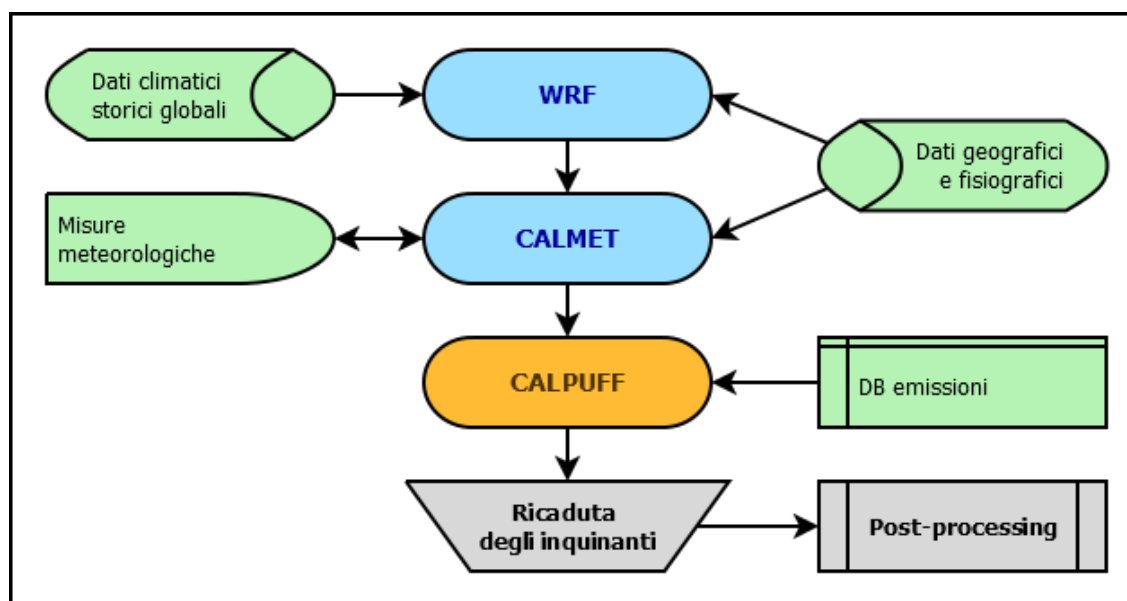 Dati climatici
storici globali
WRF
Dati geografici
e fisiografici
Misure
meteorologiche
CALMET
CALPUFF
DB emissioni
Ricaduta
degli inquinanti
Post-processing